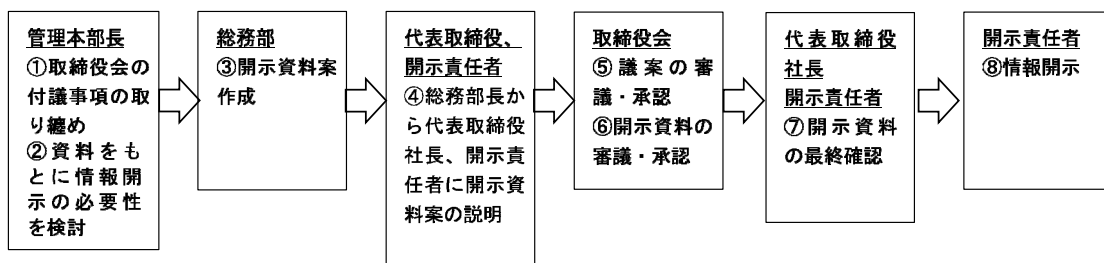 管理本部長
①取締役会の
付議事項の取
り纏め
②資料をも
とに情報開
示の必要性
を検討
総務部
③開示資料案
作成
代表取締役、
開示責任者
④総務部長か
ら代表取締役
社長、開示責
任者に開示資
料案の説明
取締役会
⑤議案の審
議・承認
⑥開示資料の
審議・承認
代表取締役
社長
開示責任者
⑦開示資料
の最終確認
開示責任者
⑧情報開示